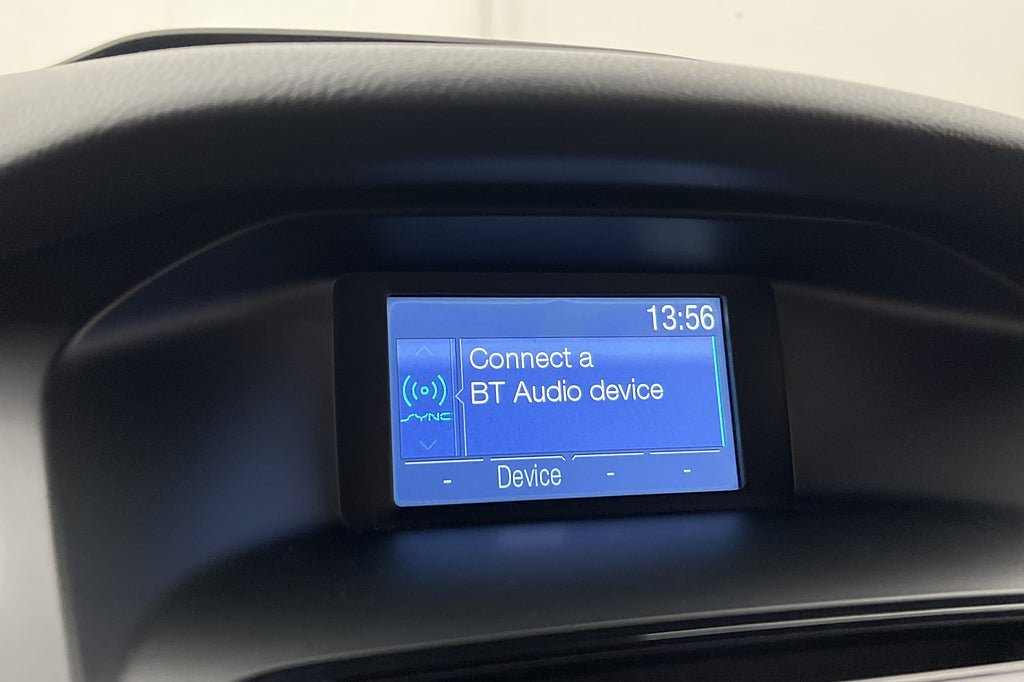 13:56
Connect a
BT Audio device
SYNC
- Device - -